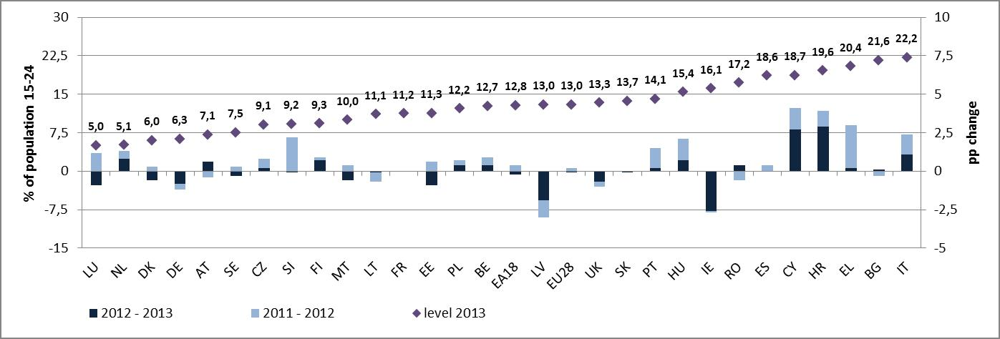 30
22,5
15
7,5
0
-7,5
-15
% of population 15-24
5,0 5,1 6,0 6,3 7,1 7,5 9,1 9,2 9,3 10,0 11,1 11,2 11,3 12,2 12,7 12,8 13,0 13,0 13,3 13,7 14,1 15,4 16,1 17,2 18,6 18,7 19,6 20,4 21,6 22,2
10
7,5
5
2,5
0
-2,5
-5
pp change
LU NL DK DE AT SE CZ SI FI MT LT FR EE PL BE EA18 LV EU28 UK SK PT HU IE RO ES CY HR EL BG IT
2012 - 2013 2011 - 2012 level 2013